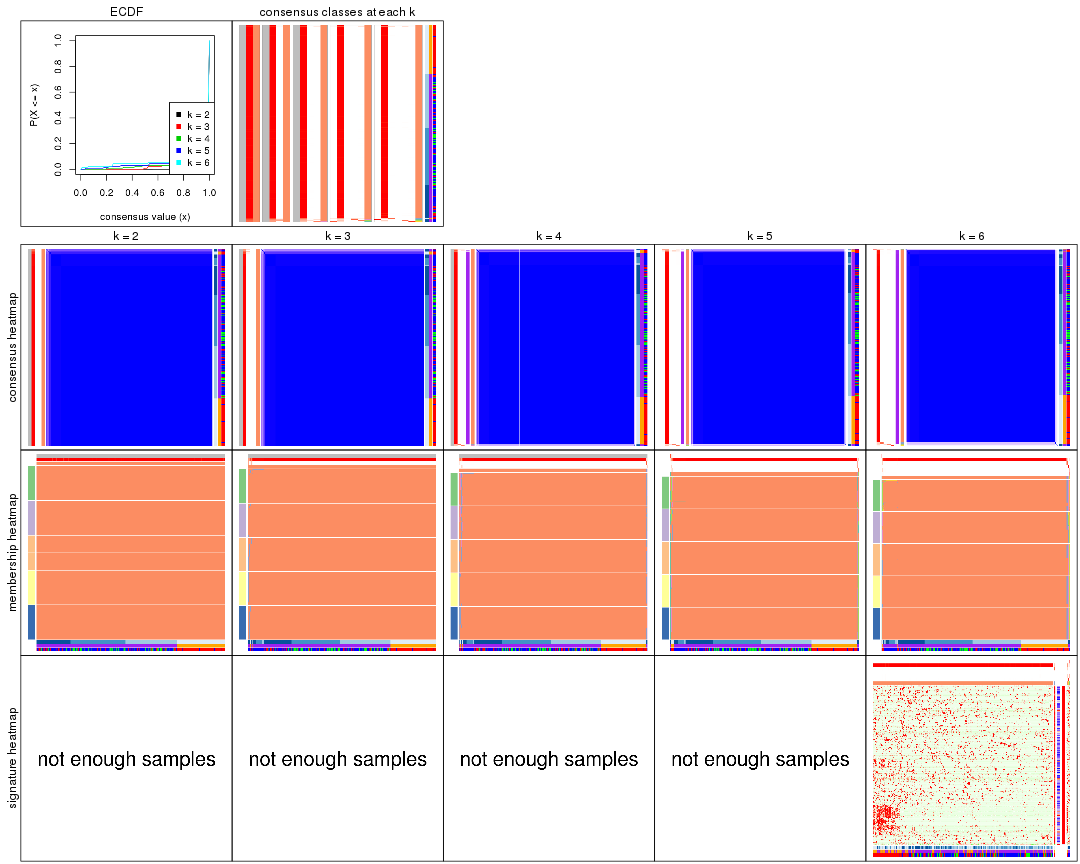 ECDF
consensus classes at each k
P(X <= x)
0.0 0.2 0.4 0.6 0.8 1.0
k = 2
k = 3
k = 4
k = 5
k = 6
0.0 0.2 0.4 0.6 0.8 1.0
consensus value (x)
k = 2
k = 3
k = 4
k = 5
k = 6
consensus heatmap
membership heatmap
signature heatmap
not enough samples
not enough samples
not enough samples
not enough samples